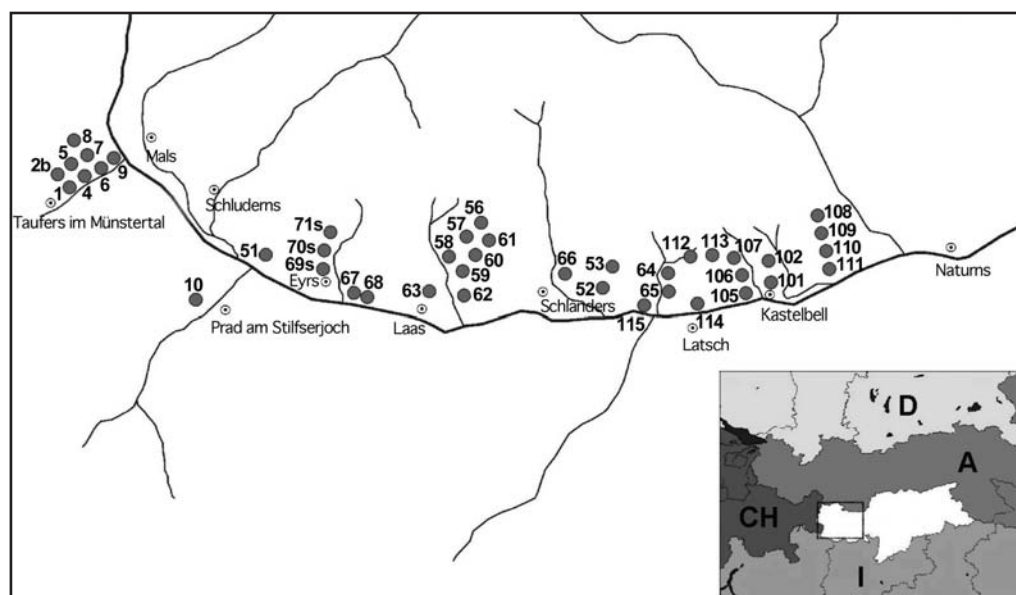 8
5
7
2b
9
1
4
6
Mals
Taufers im Münstertal
Schluderns
51
71s
70s
69s
Eyrs
10
67
68
Prad am Stilfserjoch
63
Laas
56
57
58
61
60
59
62
66
53
52
Schlanders
64
65
115
112
113
107
106
105
114
Latsch
102
101
Kastelbell
108
109
110
111
Naturns
D
A
CH
I